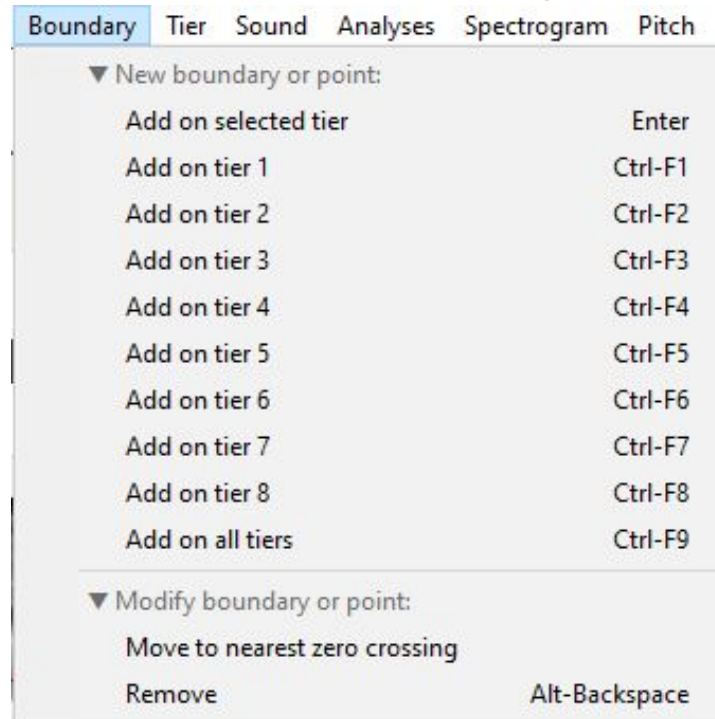 Boundary Tier Sound Analyses Spectrogram Pitch
▼ New boundary or point:
Add on selected tier Enter
Add on tier 1 Ctrl-F1
Add on tier 2 Ctrl-F2
Add on tier 3 Ctrl-F3
Add on tier 4 Ctrl-F4
Add on tier 5 Ctrl-F5
Add on tier 6 Ctrl-F6
Add on tier 7 Ctrl-F7
Add on tier 8 Ctrl-F8
Add on all tiers Ctrl-F9
▼ Modify boundary or point:
Move to nearest zero crossing
Remove Alt-Backspace